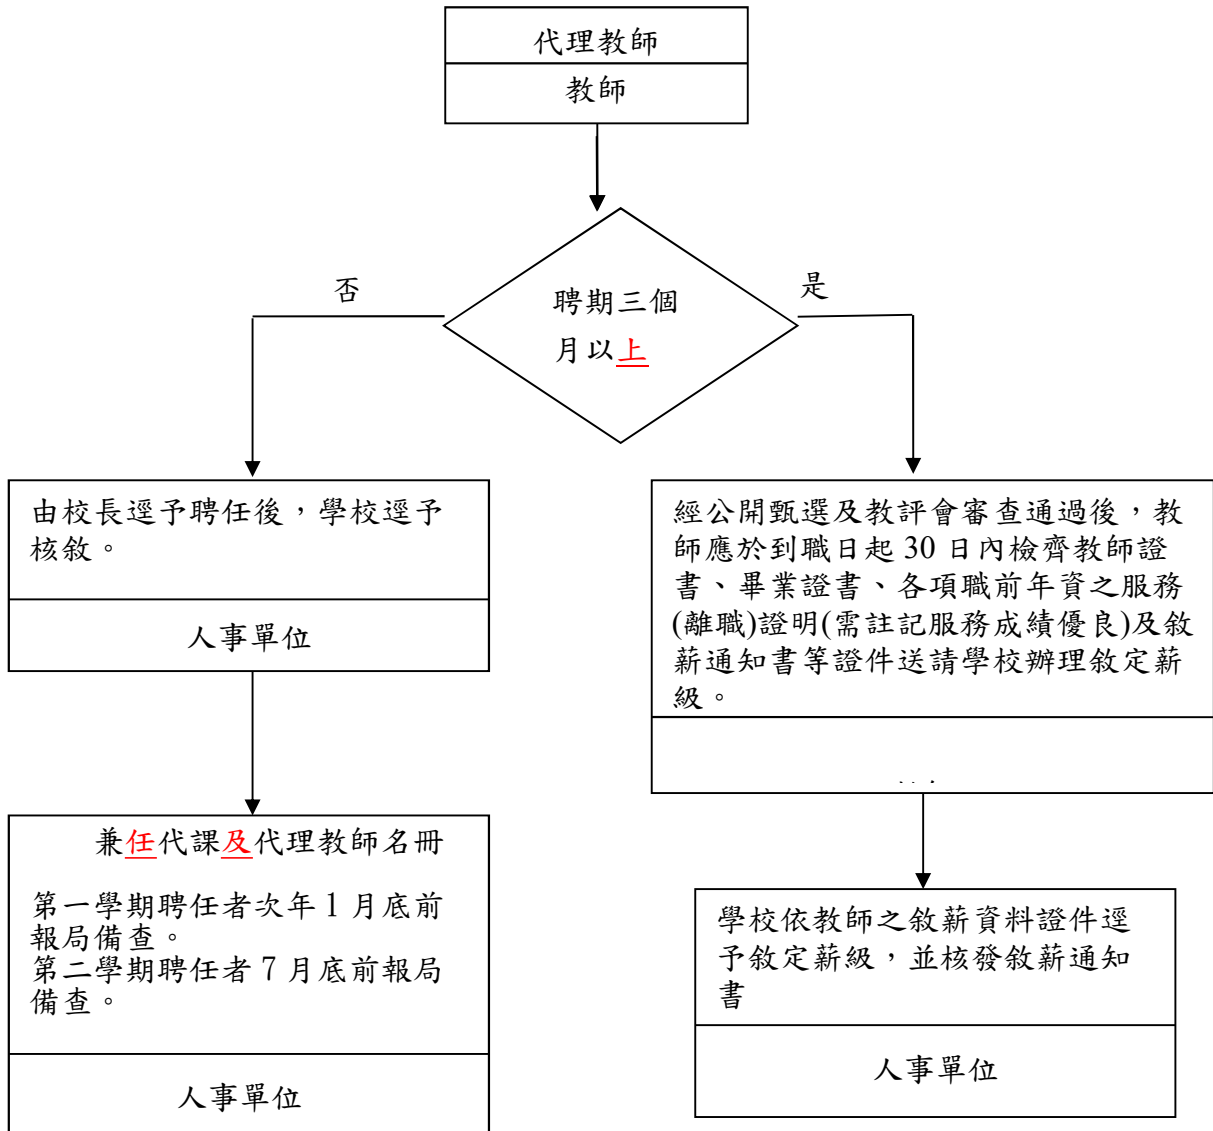 代理教師
教師
否
是
聘期三個
月以上
由校長逕予聘任後，學校逕予
核敘。
人事單位
經公開甄選及教評會審查通過後，教
師應於到職日起 30 日內檢齊教師證
書、畢業證書、各項職前年資之服務
(離職)證明(需註記服務成績優良)及敘
薪通知書等證件送請學校辦理敘定薪
級。
兼任代課及代理教師名冊
第一學期聘任者次年 1 月底前
報局備查。
第二學期聘任者 7 月底前報局
備查。
人事單位
學校依教師之敘薪資料證件逕
予敘定薪級，並核發敘薪通知
書
人事單位